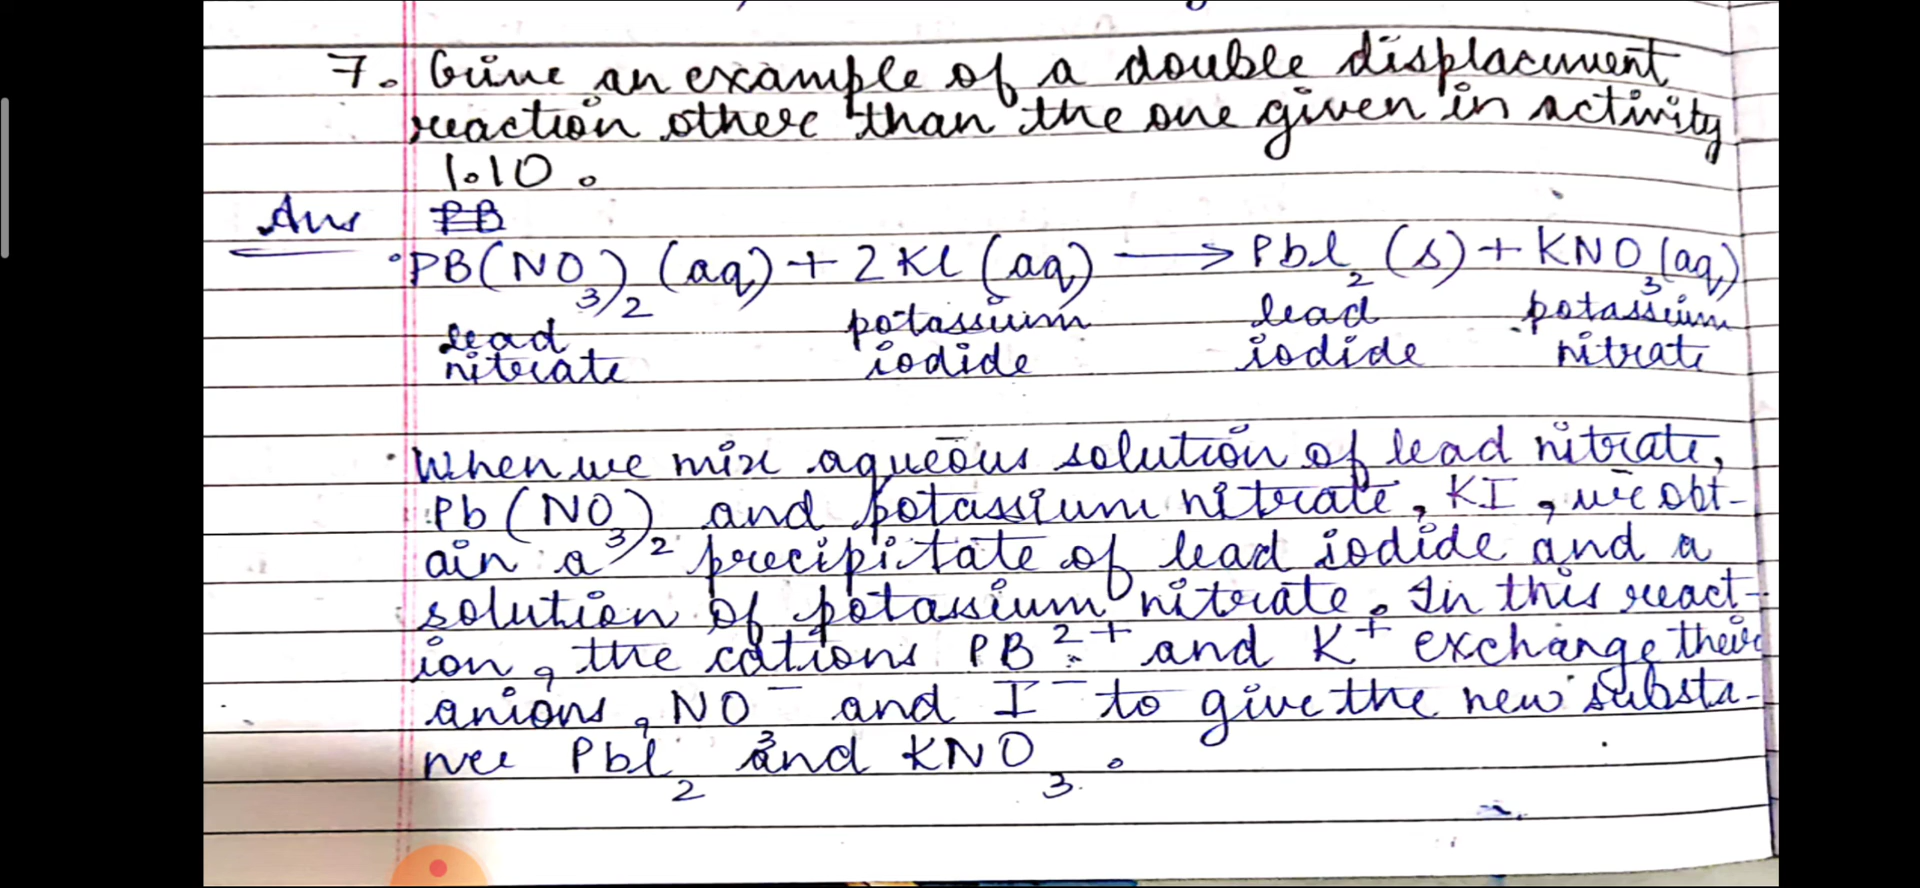 7. Give an example of a double displacement
reaction other than the one given in activity
1.10.
Ans PB
PB(NO3)2 (aq) + 2Kl (aq) ⟶ Pbl2 (s) + KNO3(aq)
lead potassium lead potassium
nitrate iodide iodide nitrate
When we mix aqueous solution of lead nitrate,
Pb(NO3)2 and potassium nitrate, KI, we obt-
ain a precipitate of lead iodide and a
solution of potassium nitrate. In this react-
ion, the cations PB2+ and K+ exchange their
anions, NO3- and I- to give the new substa-
nce Pbl2 and KNO3.